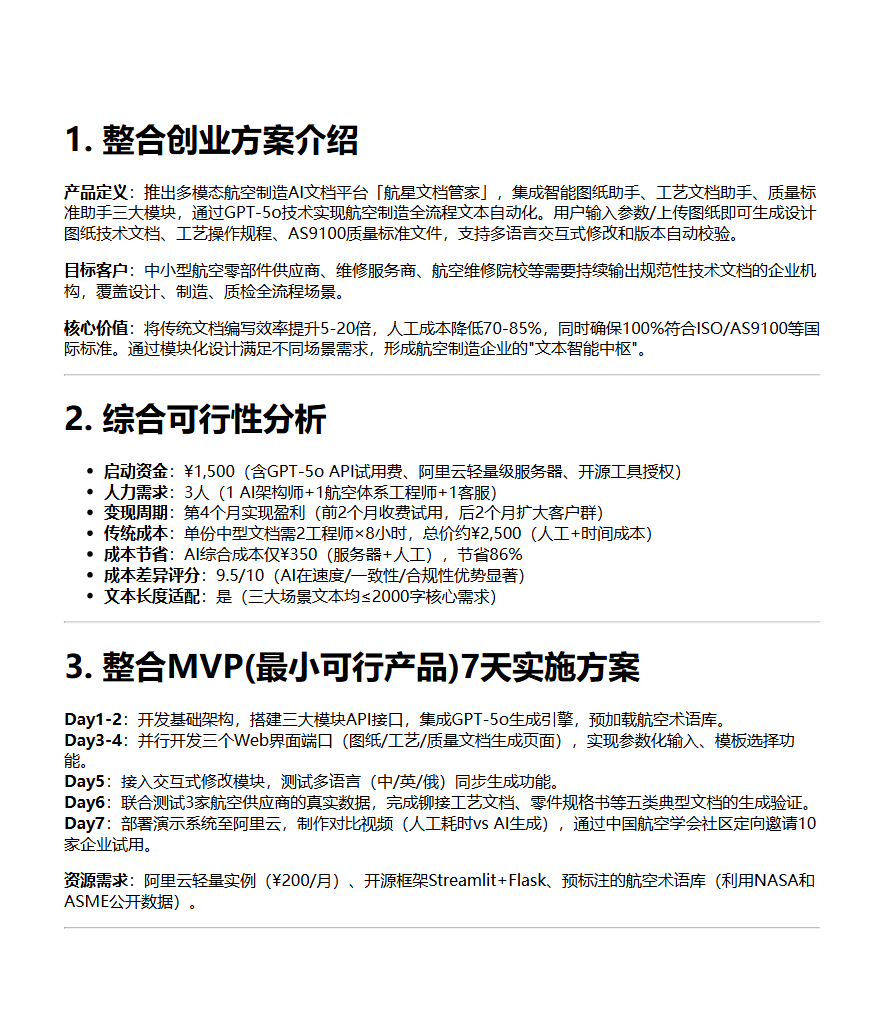 1. 整合创业方案介绍
产品定义：推出多模态航空制造AI文档平台「航星文档管家」，集成智能图纸助手、工艺文档助手、质量标
准助手三大模块，通过GPT-5o技术实现航空制造全流程文本自动化。用户输入参数/上传图纸即可生成设计
图纸技术文档、工艺操作规程、AS9100质量标准文件，支持多语言交互式修改和版本自动校验。
目标客户：中小型航空零部件供应商、维修服务商、航空维修院校等需要持续输出规范性技术文档的企业机
构，覆盖设计、制造、质检全流程场景。
核心价值：将传统文档编写效率提升5-20倍，人工成本降低70-85%，同时确保100%符合ISO/AS9100等国
际标准。通过模块化设计满足不同场景需求，形成航空制造企业的"文本智能中枢"。
2. 综合可行性分析
• 启动资金：¥1,500（含GPT-5o API试用费、阿里云轻量级服务器、开源工具授权）
• 人力需求：3人（1 AI架构师+1航空体系工程师+1客服）
• 变现周期：第4个月实现盈利（前2个月收费试用，后2个月扩大客户群）
• 传统成本：单份中型文档需2工程师×8小时，总价约¥2,500（人工+时间成本）
• 成本节省：AI综合成本仅¥350（服务器+人工），节省86%
• 成本差异评分：9.5/10（AI在速度/一致性/合规性优势显著）
• 文本长度适配：是（三大场景文本均≤2000字核心需求）
3. 整合MVP(最小可行产品)7天实施方案
Day1-2：开发基础架构，搭建三大模块API接口，集成GPT-5o生成引擎，预加载航空术语库。
Day3-4：并行开发三个Web界面端口（图纸/工艺/质量文档生成页面），实现参数化输入、模板选择功
能。
Day5：接入交互式修改模块，测试多语言（中/英/俄）同步生成功能。
Day6：联合测试3家航空供应商的真实数据，完成铆接工艺文档、零件规格书等五类典型文档的生成验证。
Day7：部署演示系统至阿里云，制作对比视频（人工耗时vs AI生成），通过中国航空学会社区定向邀请10
家企业试用。
资源需求：阿里云轻量实例（¥200/月）、开源框架Streamlit+Flask、预标注的航空术语库（利用NASA和
ASME公开数据）。